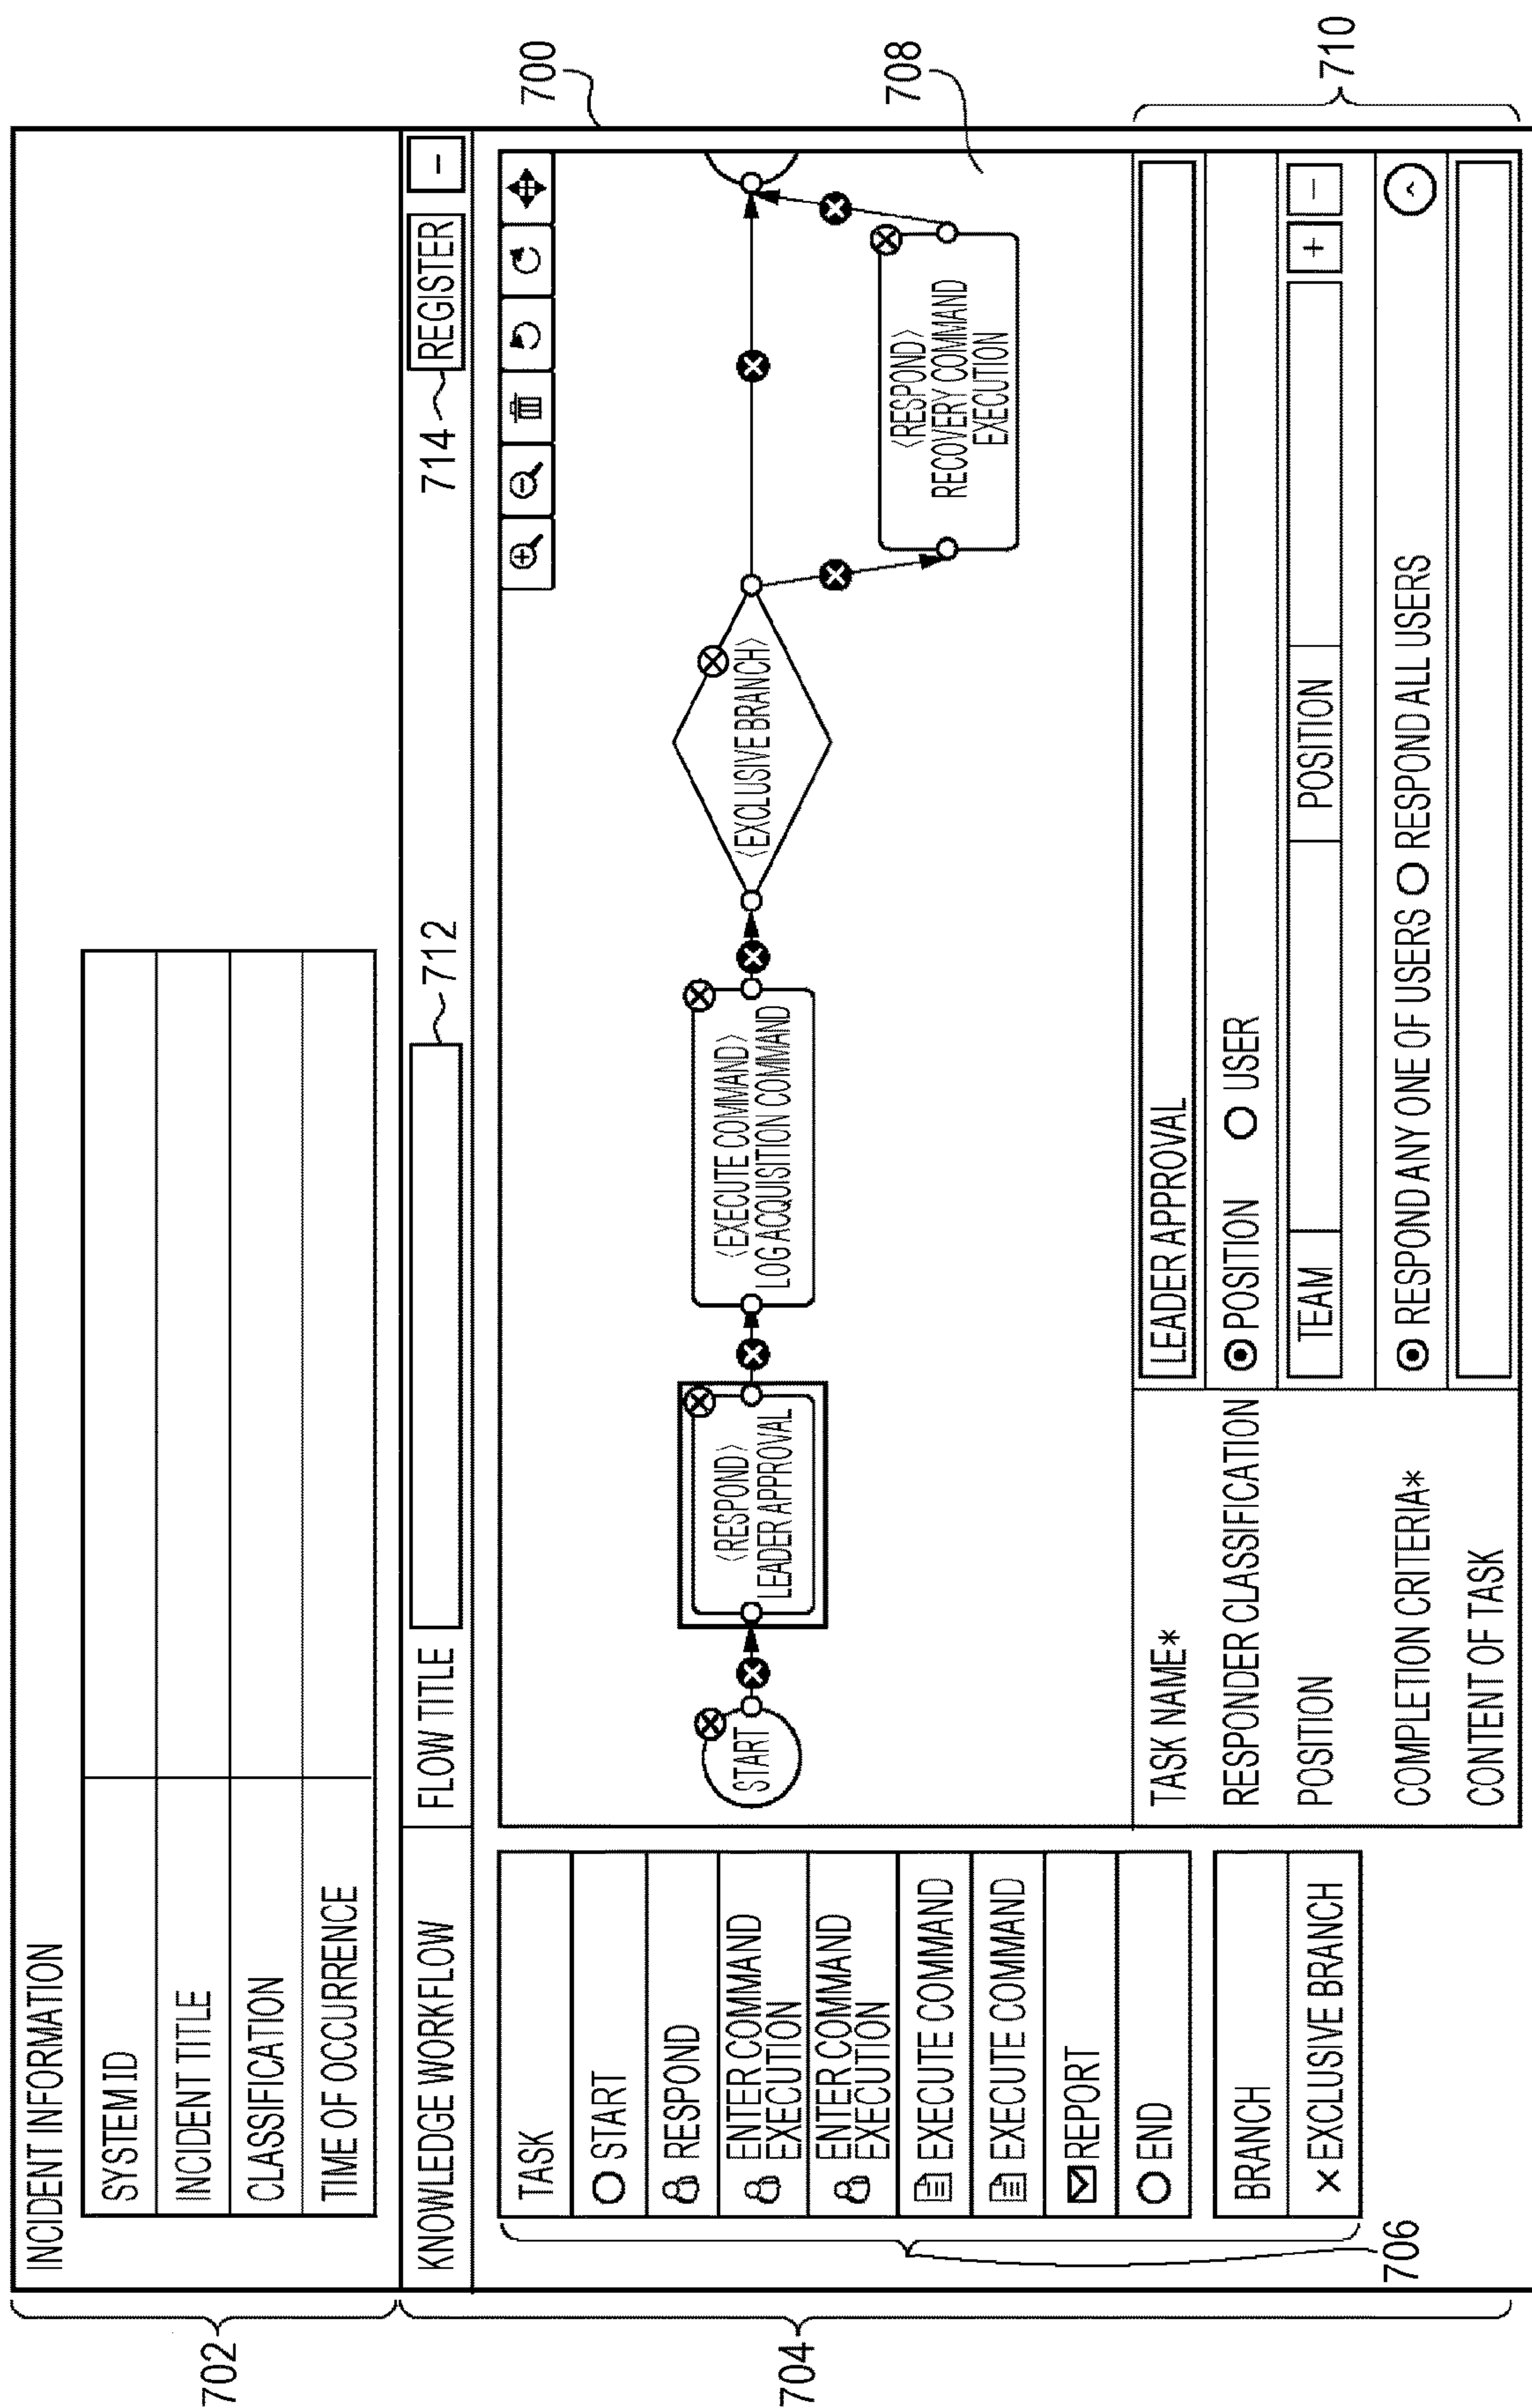 INCIDENT INFORMATION
SYSTEM ID
INCIDENT TITLE
CLASSIFICATION
TIME OF OCCURRENCE
702
KNOWLEDGE WORKFLOW
FLOW TITLE
712
714
REGISTER
−
700
704
TASK
START
RESPOND
ENTER COMMAND
EXECUTION
ENTER COMMAND
EXECUTION
EXECUTE COMMAND
EXECUTE COMMAND
REPORT
END
BRANCH
× EXCLUSIVE BRANCH
706
START
<RESPOND>
LEADER APPROVAL
<EXECUTE COMMAND>
LOG ACQUISITION COMMAND
<EXCLUSIVE BRANCH>
<RESPOND>
RECOVERY COMMAND
EXECUTION
708
TASK NAME*
LEADER APPROVAL
RESPONDER CLASSIFICATION
POSITION
USER
POSITION
TEAM
POSITION
+
−
COMPLETION CRITERIA*
RESPOND ANY ONE OF USERS
RESPOND ALL USERS
CONTENT OF TASK
710